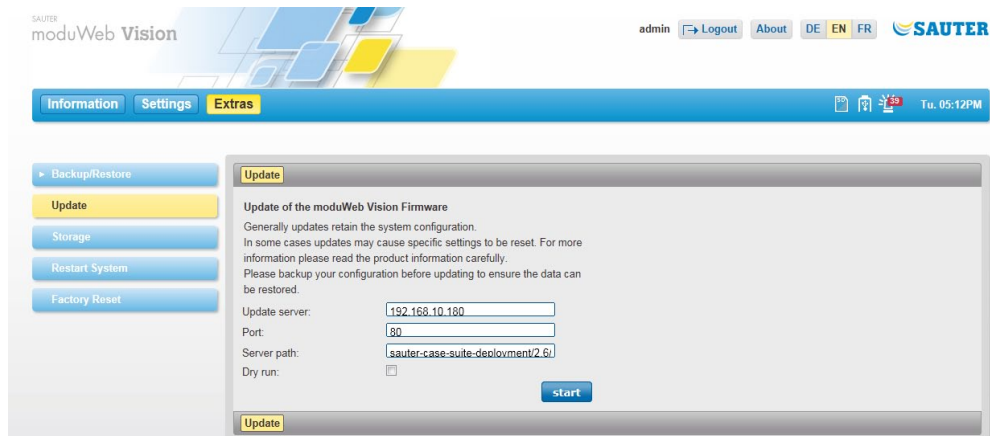 SAUTER
moduWeb Vision
admin Logout About DE EN FR SAUTER
Information Settings Extras 39 Tu. 05:12PM
Backup/Restore
Update
Storage
Restart System
Factory Reset
Update
Update of the moduWeb Vision Firmware
Generally updates retain the system configuration.
In some cases updates may cause specific settings to be reset. For more
information please read the product information carefully.
Please backup your configuration before updating to ensure the data can
be restored.
Update server: 192.168.10.180
Port: 80
Server path: sauter-case-suite-deployment/2.6/
Dry run:
start
Update